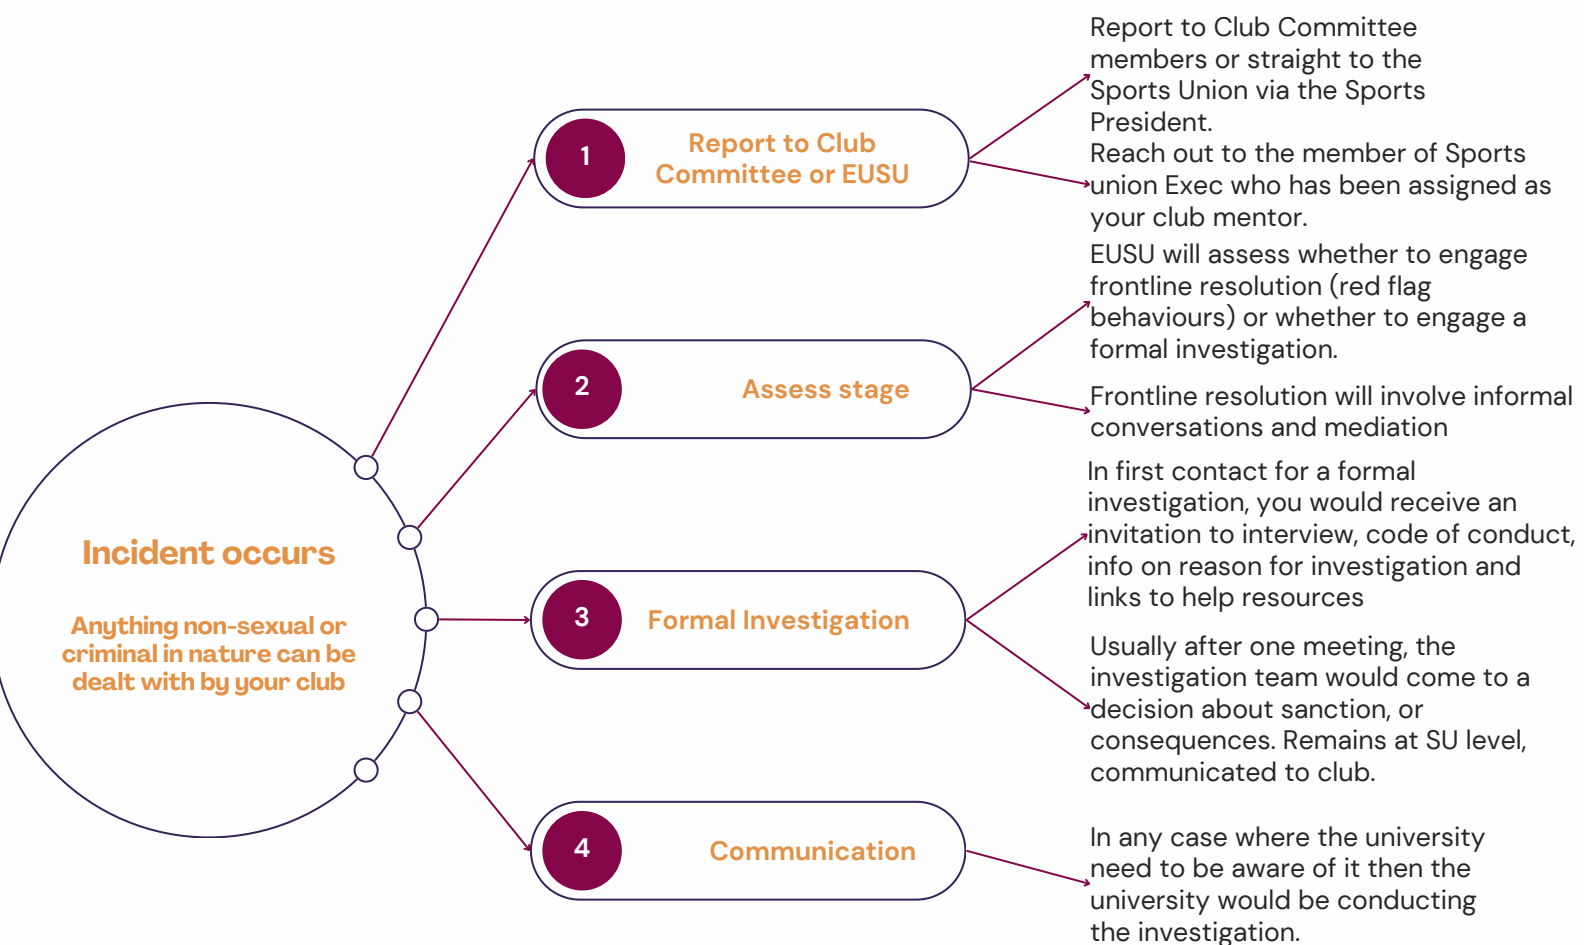 Incident occurs
Anything non-sexual or
criminal in nature can be
dealt with by your club
1
Report to Club
Committee or EUSU
Report to Club Committee
members or straight to the
Sports Union via the Sports
President.
Reach out to the member of Sports
union Exec who has been assigned as
your club mentor.
2
Assess stage
EUSU will assess whether to engage
frontline resolution (red flag
behaviours) or whether to engage a
formal investigation.
Frontline resolution will involve informal
conversations and mediation
3
Formal Investigation
In first contact for a formal
investigation, you would receive an
invitation to interview, code of conduct,
info on reason for investigation and
links to help resources
Usually after one meeting, the
investigation team would come to a
decision about sanction, or
consequences. Remains at SU level,
communicated to club.
4
Communication
In any case where the university
need to be aware of it then the
university would be conducting
the investigation.